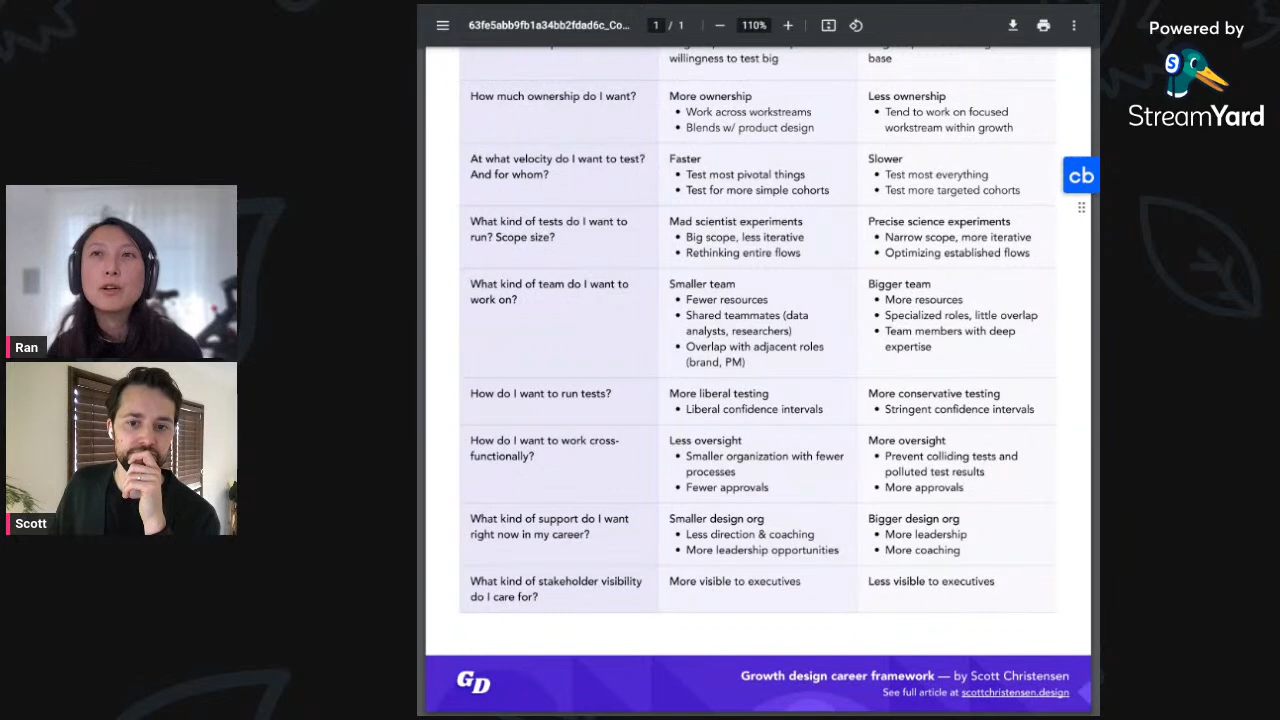 63fe5abb9fb1a34bb2fdad6c_Co...
1 / 1
110%
Powered by
StreamYard
willingness to test big
base
How much ownership do I want?
More ownership
• Work across workstreams
• Blends w/ product design
Less ownership
• Tend to work on focused
workstream within growth
At what velocity do I want to test?
And for whom?
Faster
• Test most pivotal things
• Test for more simple cohorts
Slower
• Test most everything
• Test more targeted cohorts
What kind of tests do I want to
run? Scope size?
Mad scientist experiments
• Big scope, less iterative
• Rethinking entire flows
Precise science experiments
• Narrow scope, more iterative
• Optimizing established flows
What kind of team do I want to
work on?
Smaller team
• Fewer resources
• Shared teammates (data
analysts, researchers)
• Overlap with adjacent roles
(brand, PM)
Bigger team
• More resources
• Specialized roles, little overlap
• Team members with deep
expertise
How do I want to run tests?
More liberal testing
• Liberal confidence intervals
More conservative testing
• Stringent confidence intervals
How do I want to work cross-
functionally?
Less oversight
• Smaller organization with fewer
processes
• Fewer approvals
More oversight
• Prevent colliding tests and
polluted test results
• More approvals
What kind of support do I want
right now in my career?
Smaller design org
• Less direction & coaching
• More leadership opportunities
Bigger design org
• More leadership
• More coaching
What kind of stakeholder visibility
do I care for?
More visible to executives
Less visible to executives
GD
Growth design career framework — by Scott Christensen
See full article at scottchristensen.design
cb
Ran
Scott